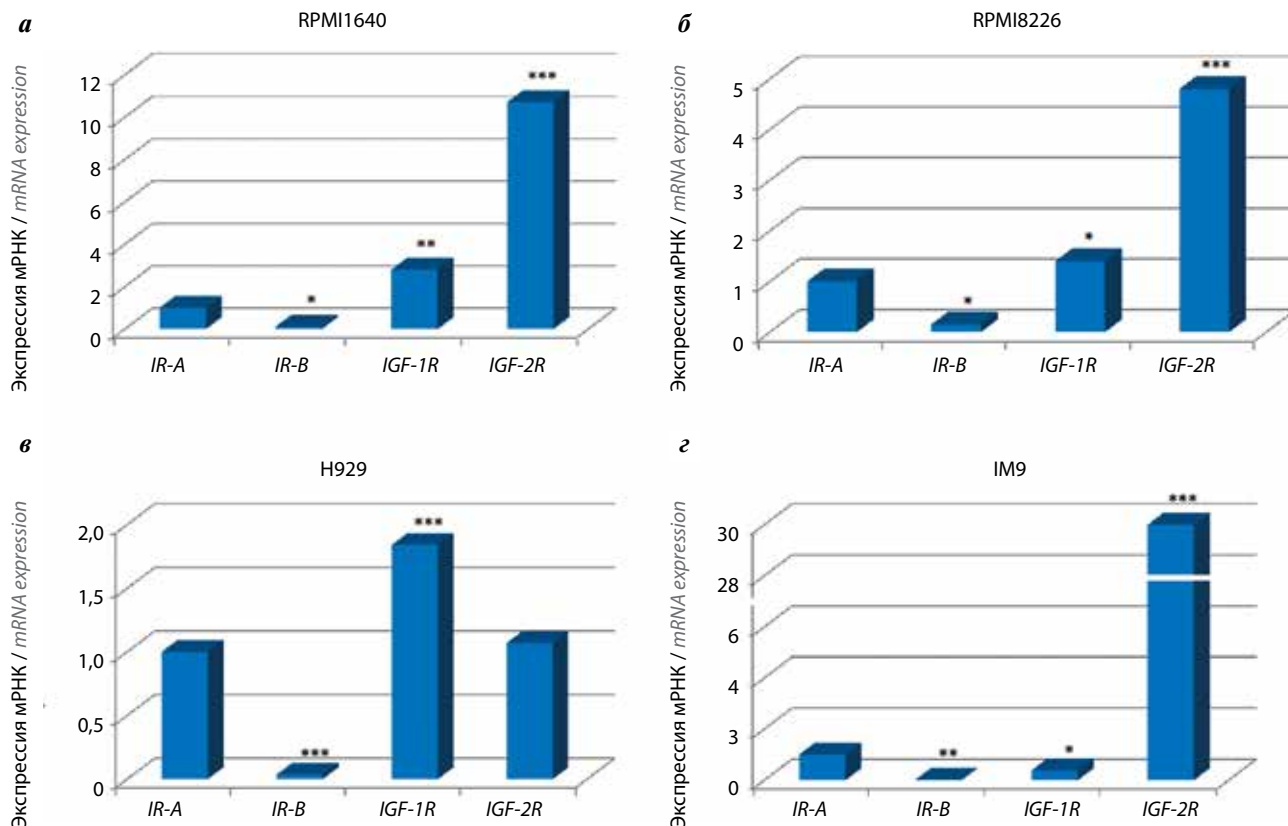 а
RPMI1640
Экспрессия мРНК / mRNA expression
12
10
8
6
4
2
0
***
**
*
IR-A IR-B IGF-1R IGF-2R
б
RPMI8226
Экспрессия мРНК / mRNA expression
5
4
3
2
1
0
***
*
*
IR-A IR-B IGF-1R IGF-2R
в
H929
Экспрессия мРНК / mRNA expression
2,0
1,5
1,0
0,5
0
***
***
IR-A IR-B IGF-1R IGF-2R
г
IM9
Экспрессия мРНК / mRNA expression
30
28
6
4
3
0
***
**
*
IR-A IR-B IGF-1R IGF-2R